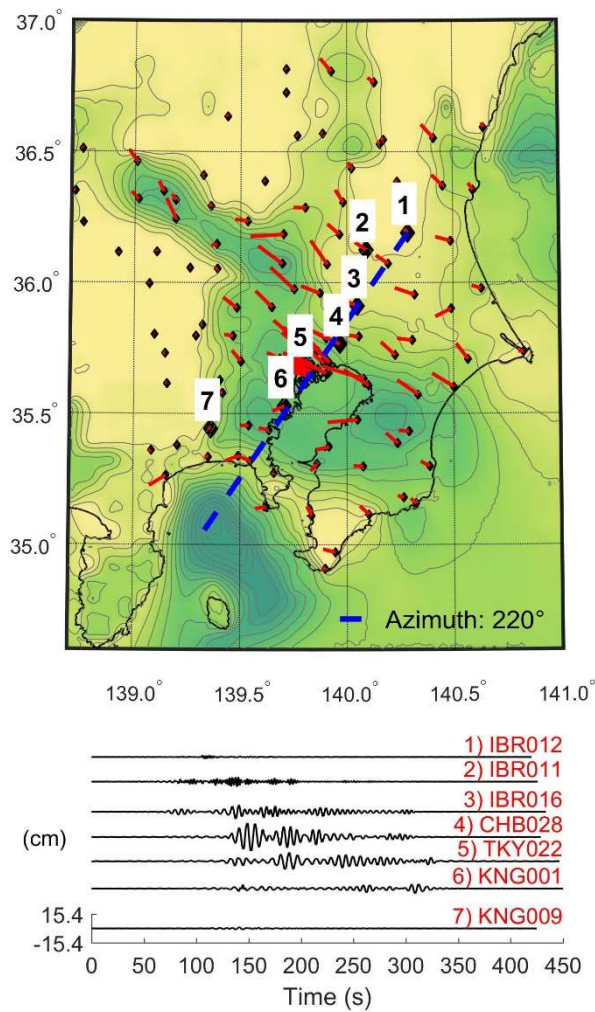 37.0°
36.5°
36.0°
35.5°
35.0°
1
2
3
4
5
6
7
Azimuth: 220°
139.0° 139.5° 140.0° 140.5° 141.0°
1) IBR012
2) IBR011
3) IBR016
(cm)
4) CHB028
5) TKY022
6) KNG001
15.4
-15.4
7) KNG009
0 50 100 150 200 250 300 350 400 450
Time (s)